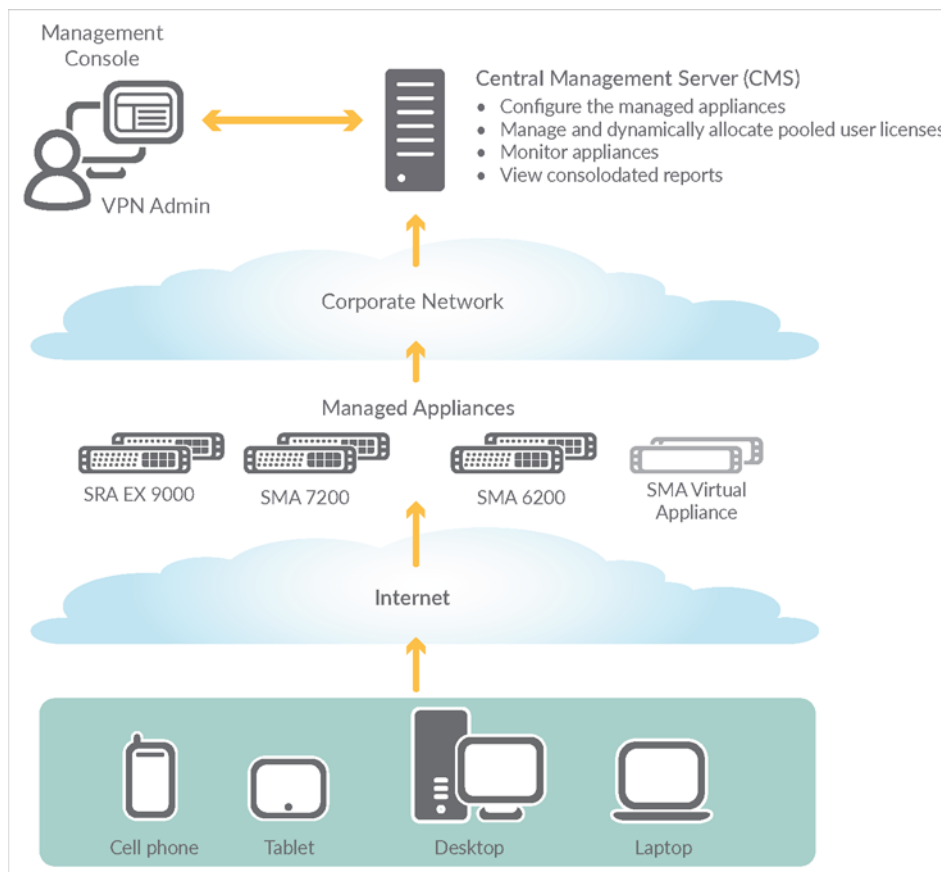 Management
Console
VPN Admin
Central Management Server (CMS)
• Configure the managed appliances
• Manage and dynamically allocate pooled user licenses
• Monitor appliances
• View consolodated reports
Corporate Network
Managed Appliances
SRA EX 9000
SMA 7200
SMA 6200
SMA Virtual
Appliance
Internet
Cell phone
Tablet
Desktop
Laptop